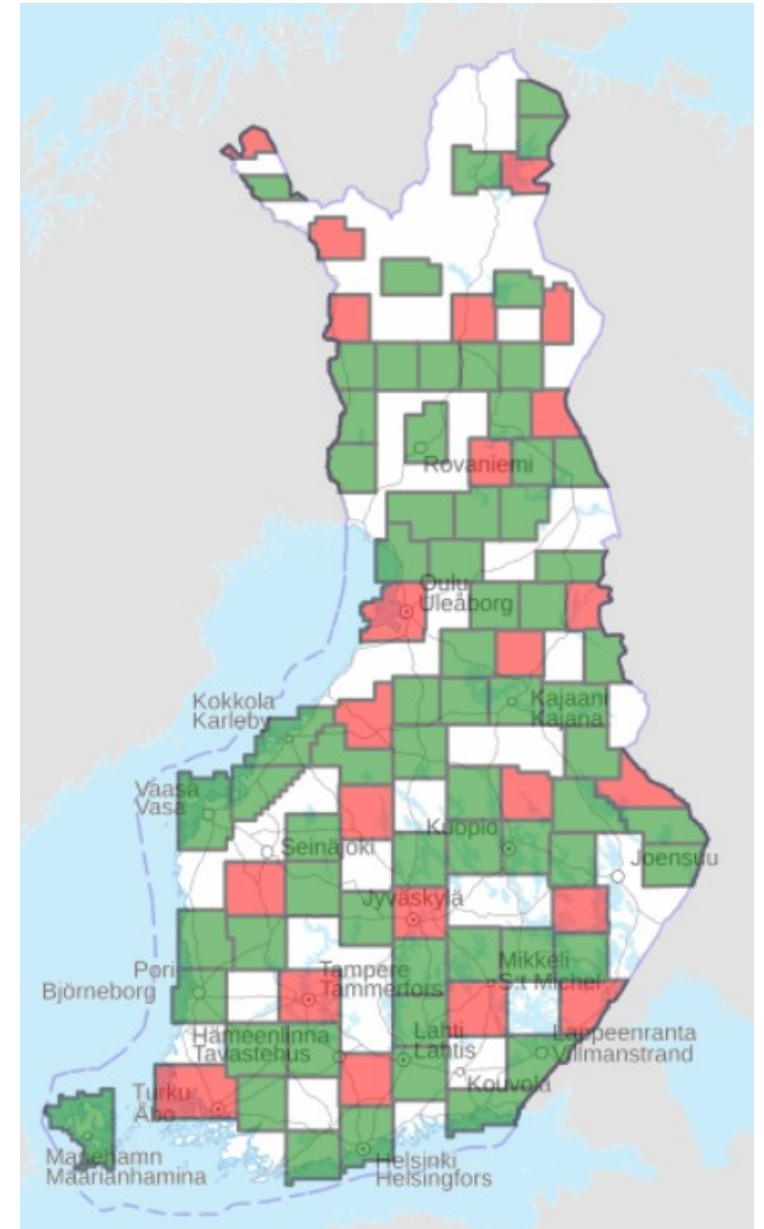 Rovaniemi
Oulu
Uleåborg
Kokkola
Karleby
Kajaani
Kajana
Vaasa
Vasa
Kuopio
Seinäjoki
Joensuu
Jyväskylä
Pori
Björneborg
Tampere
Tammerfors
Mikkeli
S:t Michel
Hämeenlinna
Tavastehus
Lahti
Lahtis
Lappeenranta
Villmanstrand
Kouvola
Turku
Åbo
Mariehamn
Maarianhamina
Helsinki
Helsingfors